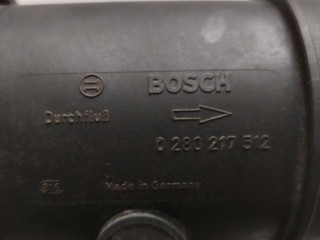 BOSCH
Durchfluß
0 280 217 512
Made in Germany